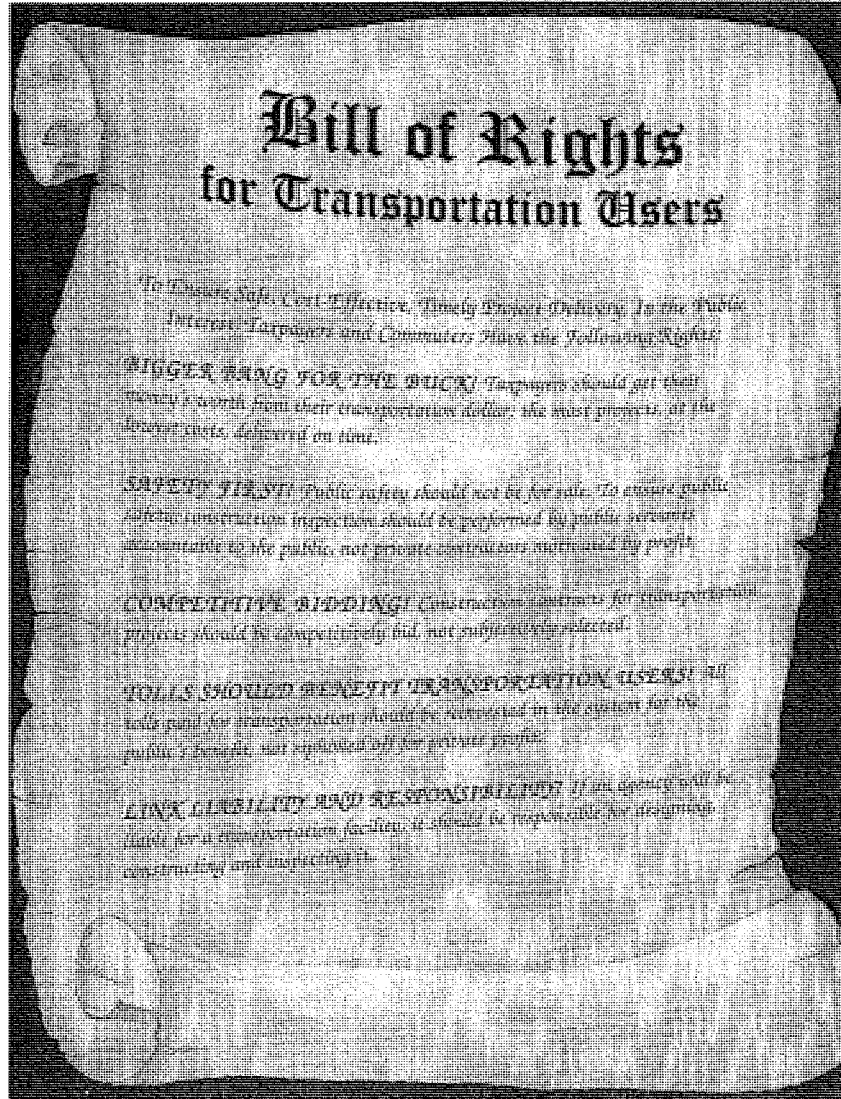 Bill of Rights
for Transportation Users
To Ensure Safe, Cost-Effective, Timely Project Delivery, In the Public
Interest, Taxpayers and Commuters Have the Following Rights:
BIGGER BANG FOR THE BUCK! Taxpayers should get their
money's worth from their transportation dollar: the most projects, at the
lowest costs, delivered on time.
SAFETY FIRST! Public safety should not be for sale. To ensure public
safety, construction inspection should be performed by public servants
accountable to the public, not private contractors motivated by profit.
COMPETITIVE BIDDING! Construction contracts for transportation
projects should be competitively bid, not subjectively selected.
TOLLS SHOULD BENEFIT TRANSPORTATION USERS! All
tolls paid for transportation should be reinvested in the system for the
public's benefit, not siphoned off for private profit.
LINK LIABILITY AND RESPONSIBILITY! If an agency will be
liable for a transportation facility, it should be responsible for designing,
constructing and inspecting it.